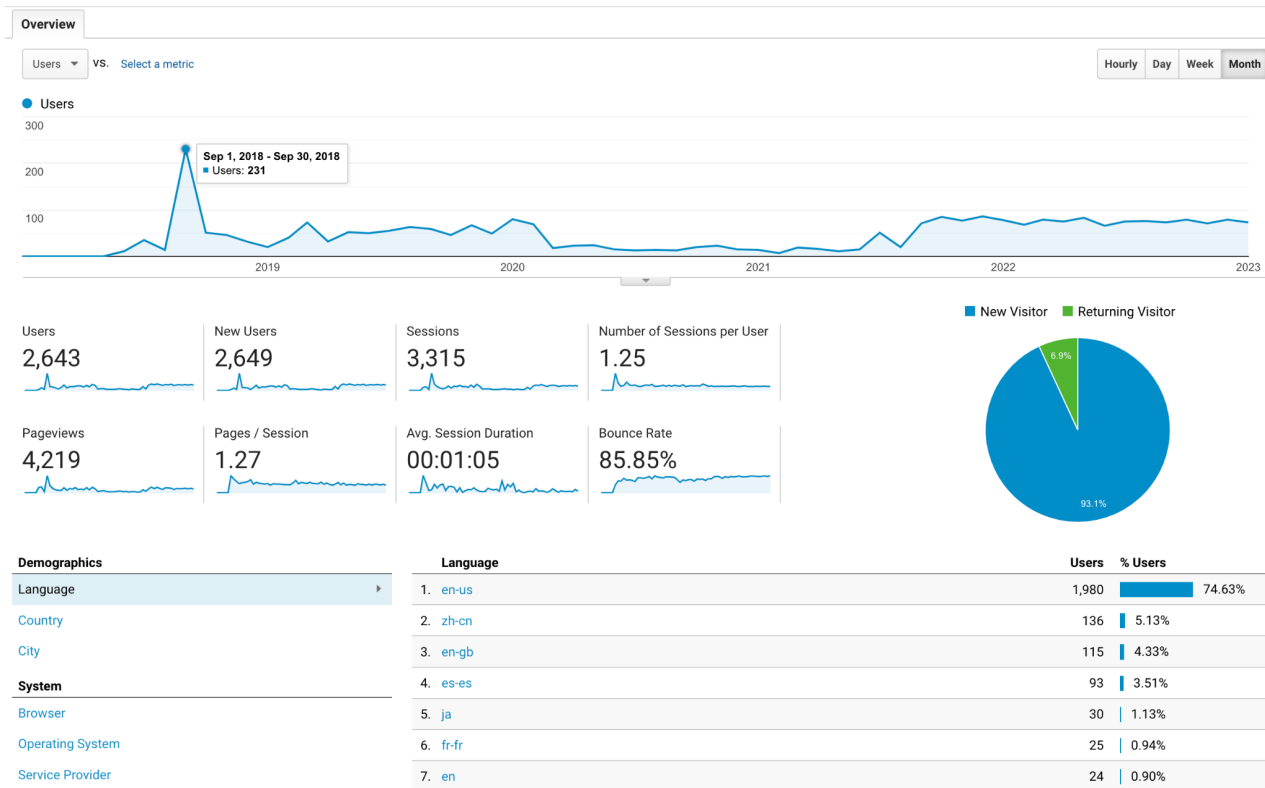 Overview
Users VS. Select a metric
Hourly Day Week Month
Users
300
200
100
Sep 1, 2018 - Sep 30, 2018
Users: 231
2019 2020 2021 2022 2023
New Visitor Returning Visitor
6.9%
93.1%
Users New Users Sessions Number of Sessions per User
2,643 2,649 3,315 1.25
Pageviews Pages / Session Avg. Session Duration Bounce Rate
4,219 1.27 00:01:05 85.85%
Demographics
Language
Country
City
System
Browser
Operating System
Service Provider
Language Users % Users
1. en-us 1,980 74.63%
2. zh-cn 136 5.13%
3. en-gb 115 4.33%
4. es-es 93 3.51%
5. ja 30 1.13%
6. fr-fr 25 0.94%
7. en 24 0.90%